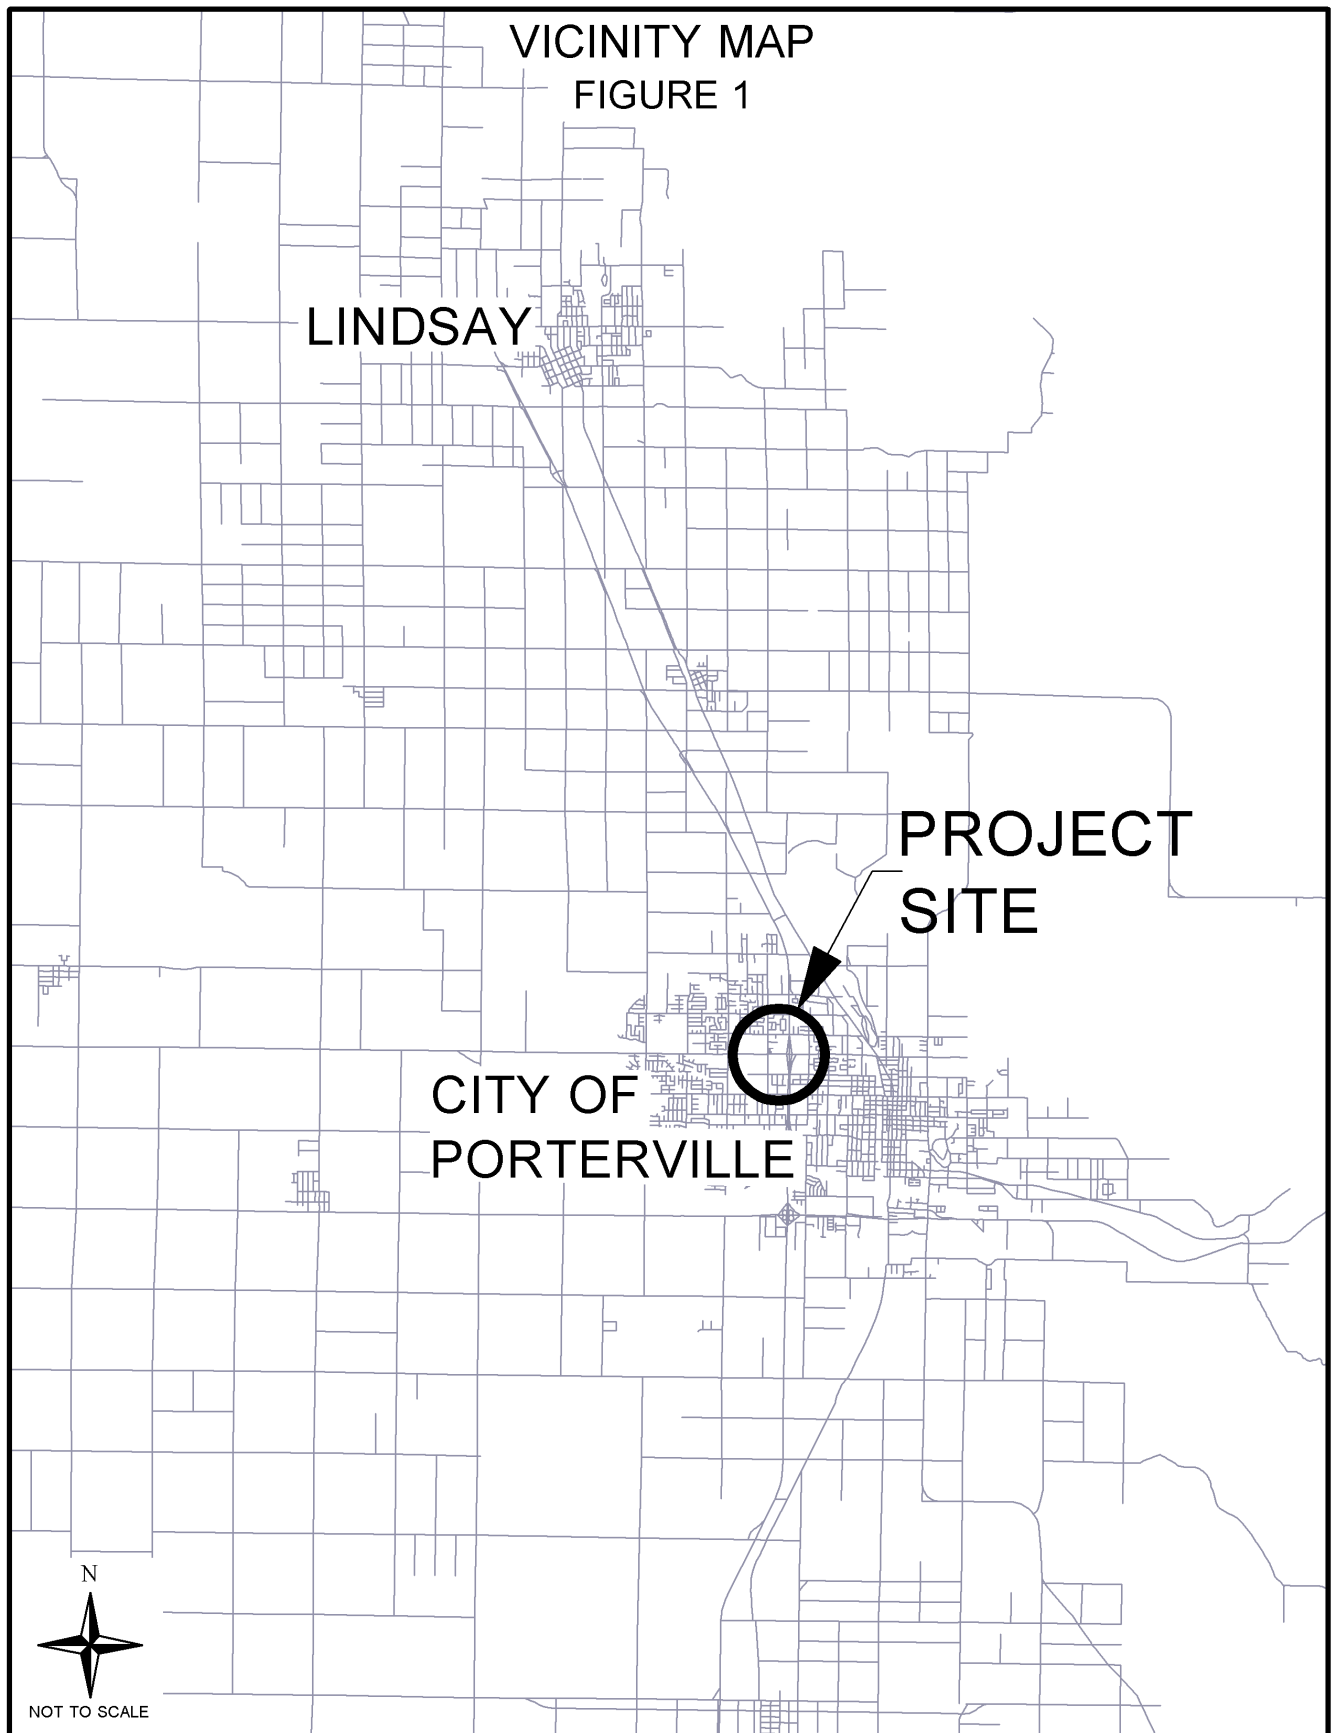 VICINITY MAP
FIGURE 1
LINDSAY
PROJECT
SITE
CITY OF
PORTERVILLE
N
NOT TO SCALE